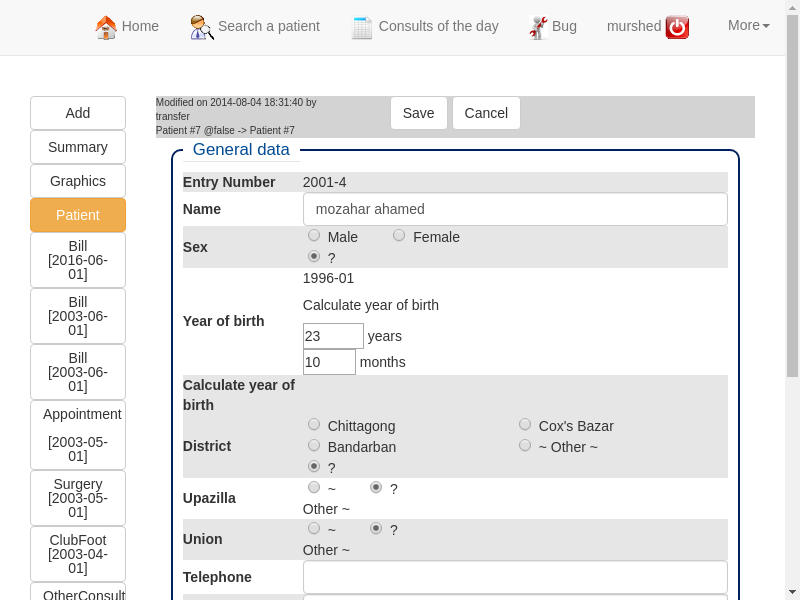 Home
Search a patient
Consults of the day
Bug
murshed
More
Add
Summary
Graphics
Patient
Bill
[2016-06-
01]
Bill
[2003-06-
01]
Bill
[2003-06-
01]
Appointment
[2003-05-
01]
Surgery
[2003-05-
01]
ClubFoot
[2003-04-
01]
OtherConsult
Modified on 2014-08-04 18:31:40 by
transfer
Patient #7 @false -> Patient #7
Save
Cancel
General data
Entry Number 2001-4
Name mozahar ahamed
Sex
Male Female
?
Year of birth
1996-01
Calculate year of birth
23 years
10 months
Calculate year of
birth
District
Chittagong Cox's Bazar
Bandarban ~ Other ~
?
Upazilla
~ ?
Other ~
Union
~ ?
Other ~
Telephone